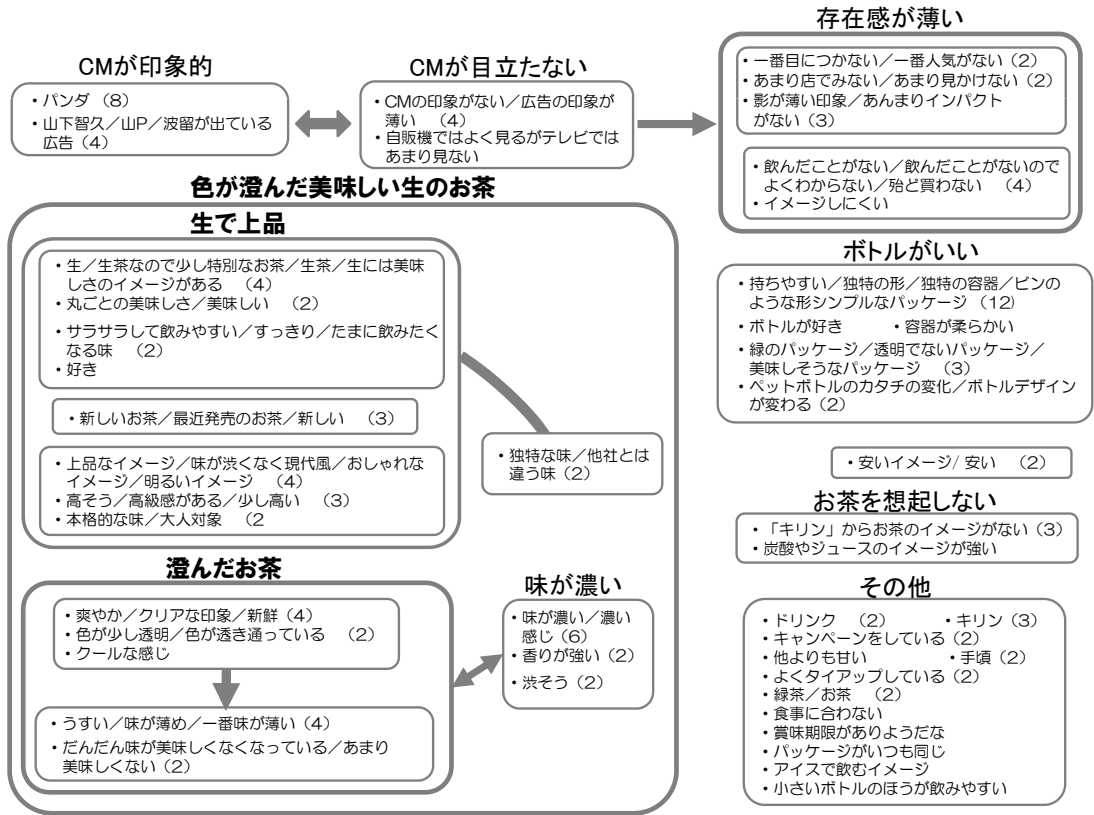 存在感が薄い
・一番目につかない／一番人気がない（2）
・あまり店でみない／あまり見かけない（2）
・影が薄い印象／あんまりインパクト
がない（3）
・飲んだことがない／飲んだことがないので
よくわからない／殆ど買わない　（4）
・イメージしにくい
CMが印象的
・パンダ　（8）
・山下智久／山P／波留が出ている
広告（4）
CMが目立たない
・CMの印象がない／広告の印象が
薄い　（4）
・自販機ではよく見るがテレビでは
あまり見ない
色が澄んだ美味しい生のお茶
生で上品
・生／生茶なので少し特別なお茶／生茶／生には美味
しさのイメージがある　（4）
・丸ごとの美味しさ／美味しい　（2）
・サラサラして飲みやすい／すっきり／たまに飲みたく
なる味　（2）
・好き
・新しいお茶／最近発売のお茶／新しい　（3）
・上品なイメージ／味が渋くなく現代風／おしゃれな
イメージ／明るいイメージ　（4）
・高そう／高級感がある／少し高い　（3）
・本格的な味／大人対象　（2
・独特な味／他社とは
違う味（2）
澄んだお茶
・爽やか／クリアな印象／新鮮（4）
・色が少し透明／色が透き通っている　（2）
・クールな感じ
・うすい／味が薄め／一番味が薄い（4）
・だんだん味が美味しくなくなっている／あまり
美味しくない（2）
味が濃い
・味が濃い／濃い
感じ（6）
・香りが強い（2）
・渋そう（2）
ボトルがいい
・持ちやすい／独特の形／独特の容器／ビンの
ような形シンプルなパッケージ　（12）
・ボトルが好き　　・容器が柔らかい
・緑のパッケージ／透明でないパッケージ／
美味しそうなパッケージ　（3）
・ペットボトルのカタチの変化／ボトルデザイン
が変わる（2）
・安いイメージ/ 安い　（2）
お茶を想起しない
・「キリン」からお茶のイメージがない（3）
・炭酸やジュースのイメージが強い
その他
・ドリンク　（2）　　・キリン（3）
・キャンペーンをしている（2）
・他よりも甘い　　・手頃（2）
・よくタイアップしている（2）
・緑茶／お茶　（2）
・食事に合わない
・賞味期限がありようだな
・パッケージがいつも同じ
・アイスで飲むイメージ
・小さいボトルのほうが飲みやすい